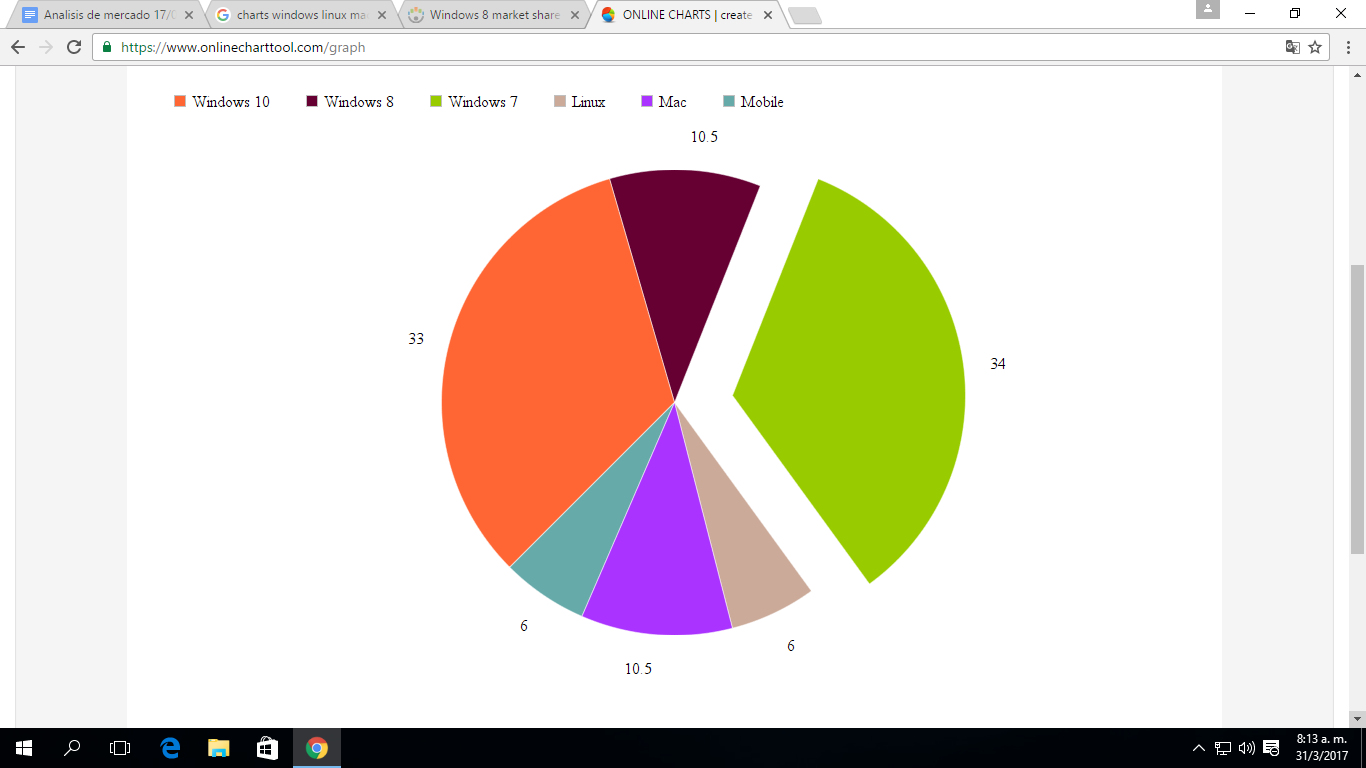 Analisis de mercado 17/0
charts windows linux mac
Windows 8 market share
ONLINE CHARTS | create
https://www.onlinecharttool.com/graph
Windows 10 Windows 8 Windows 7 Linux Mac Mobile
10.5
33
34
6
6
10.5
8:13 a. m.
31/3/2017